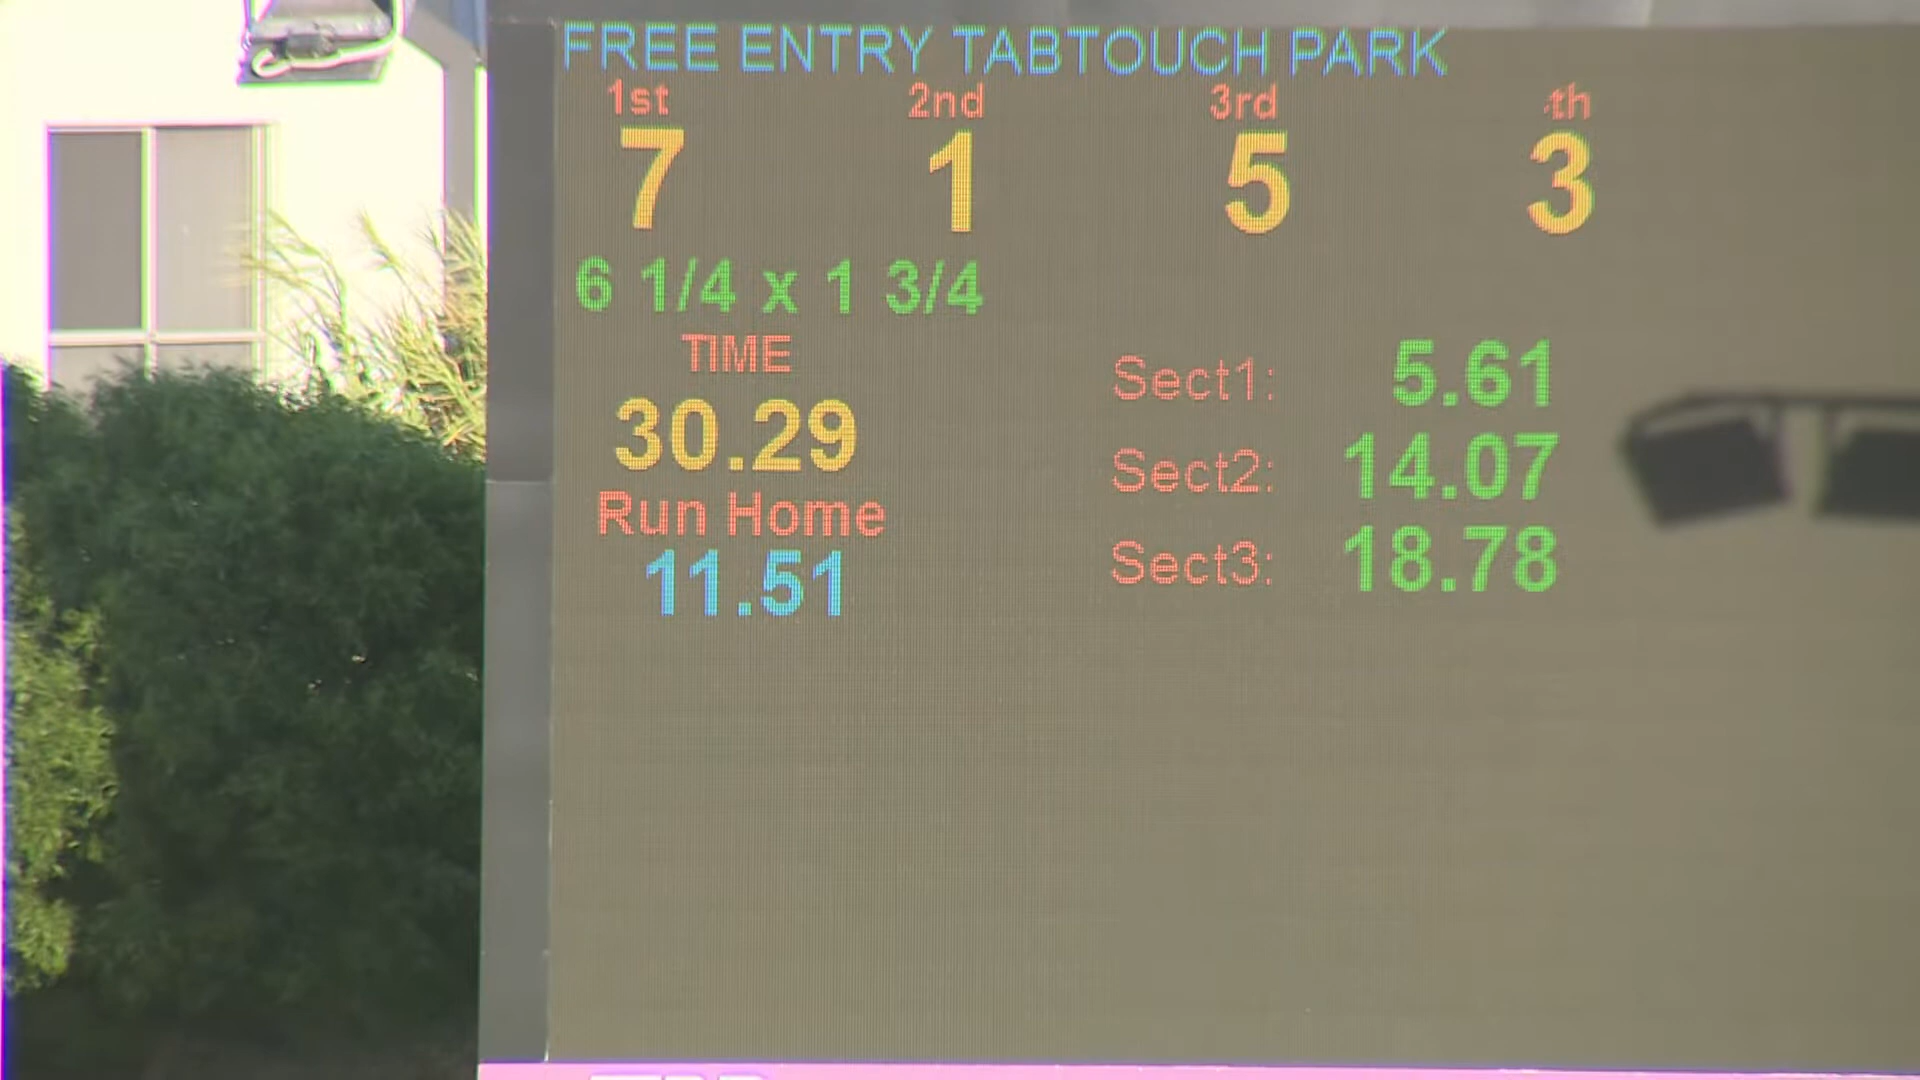 FREE ENTRY TABTOUCH PARK
1st 2nd 3rd th
7 1 5 3
6 1/4 x 1 3/4
TIME
30.29
Run Home
11.51
Sect1: 5.61
Sect2: 14.07
Sect3: 18.78